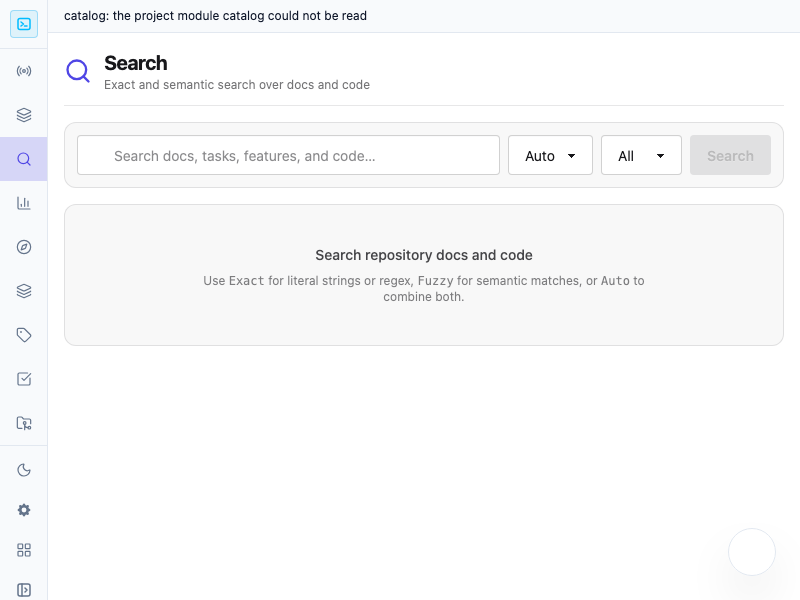 catalog: the project module catalog could not be read
Search
Exact and semantic search over docs and code
Search docs, tasks, features, and code...
Auto
All
Search
Search repository docs and code
Use Exact for literal strings or regex, Fuzzy for semantic matches, or Auto to
combine both.